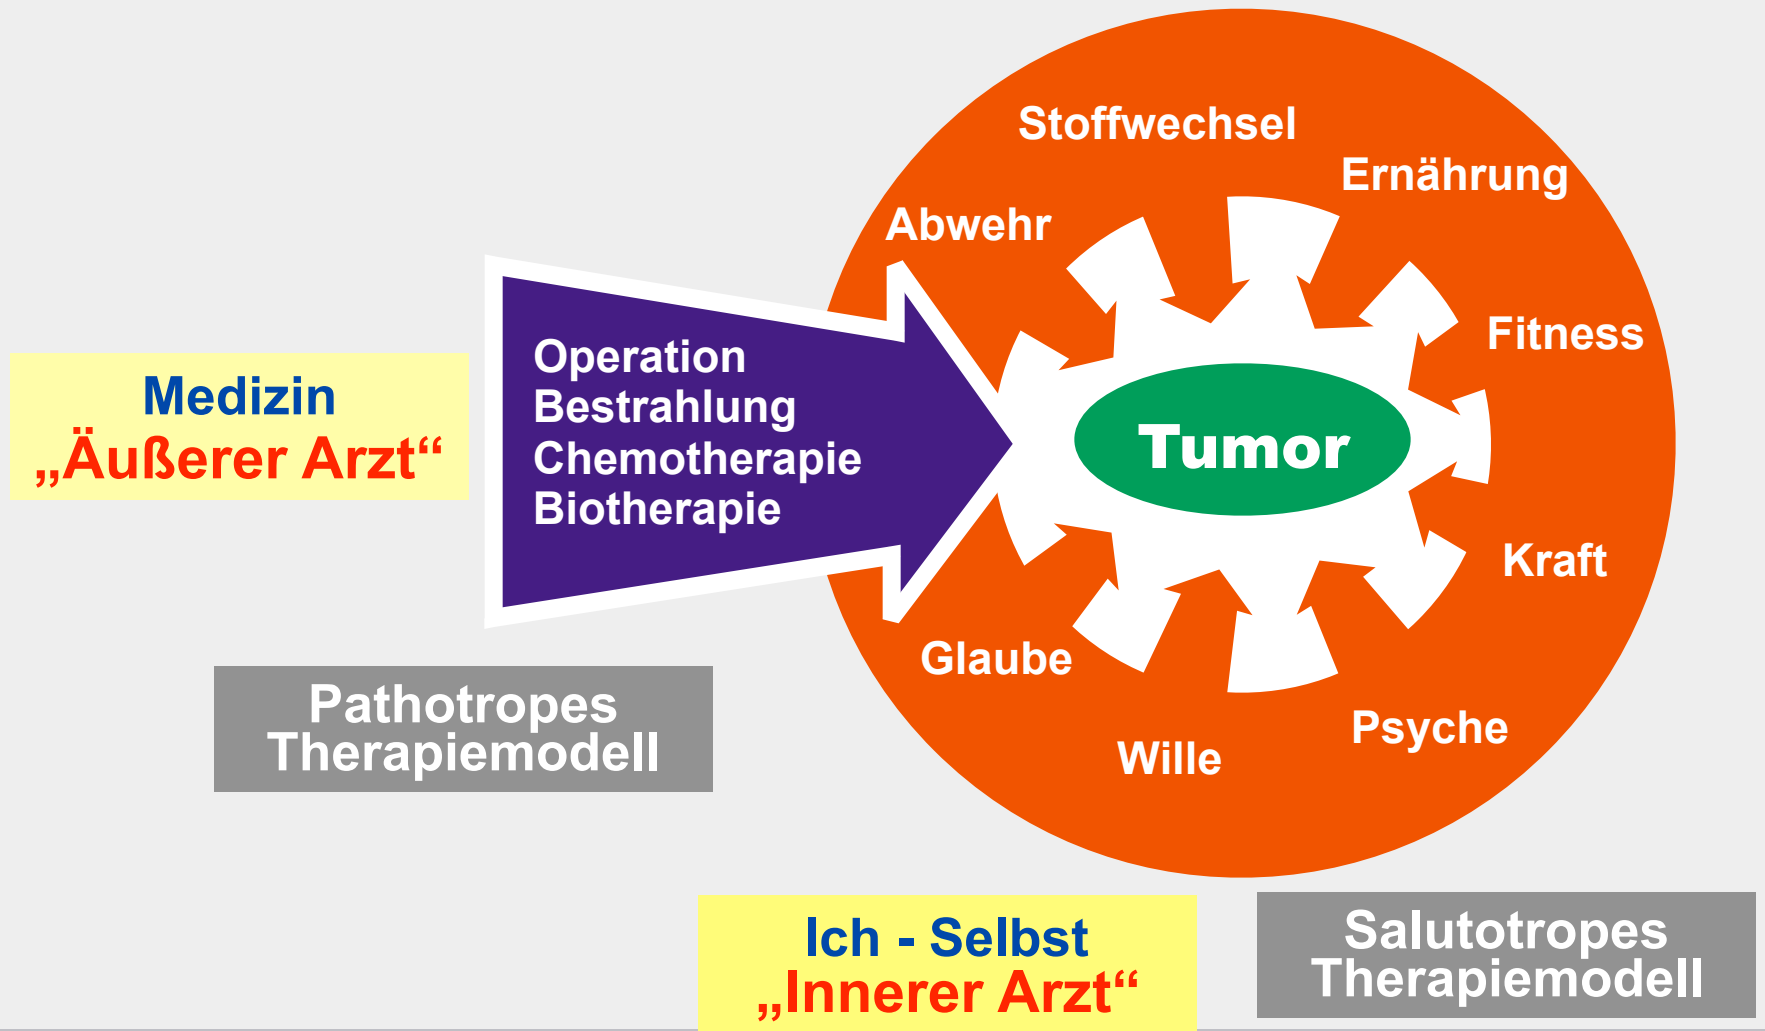 Stoffwechsel
Ernährung
Abwehr
Fitness
Operation
Bestrahlung
Chemotherapie
Biotherapie
Medizin
„Äußerer Arzt“
Tumor
Kraft
Glaube
Psyche
Wille
Pathotropes
Therapiemodell
Ich - Selbst
„Innerer Arzt“
Salutotropes
Therapiemodell